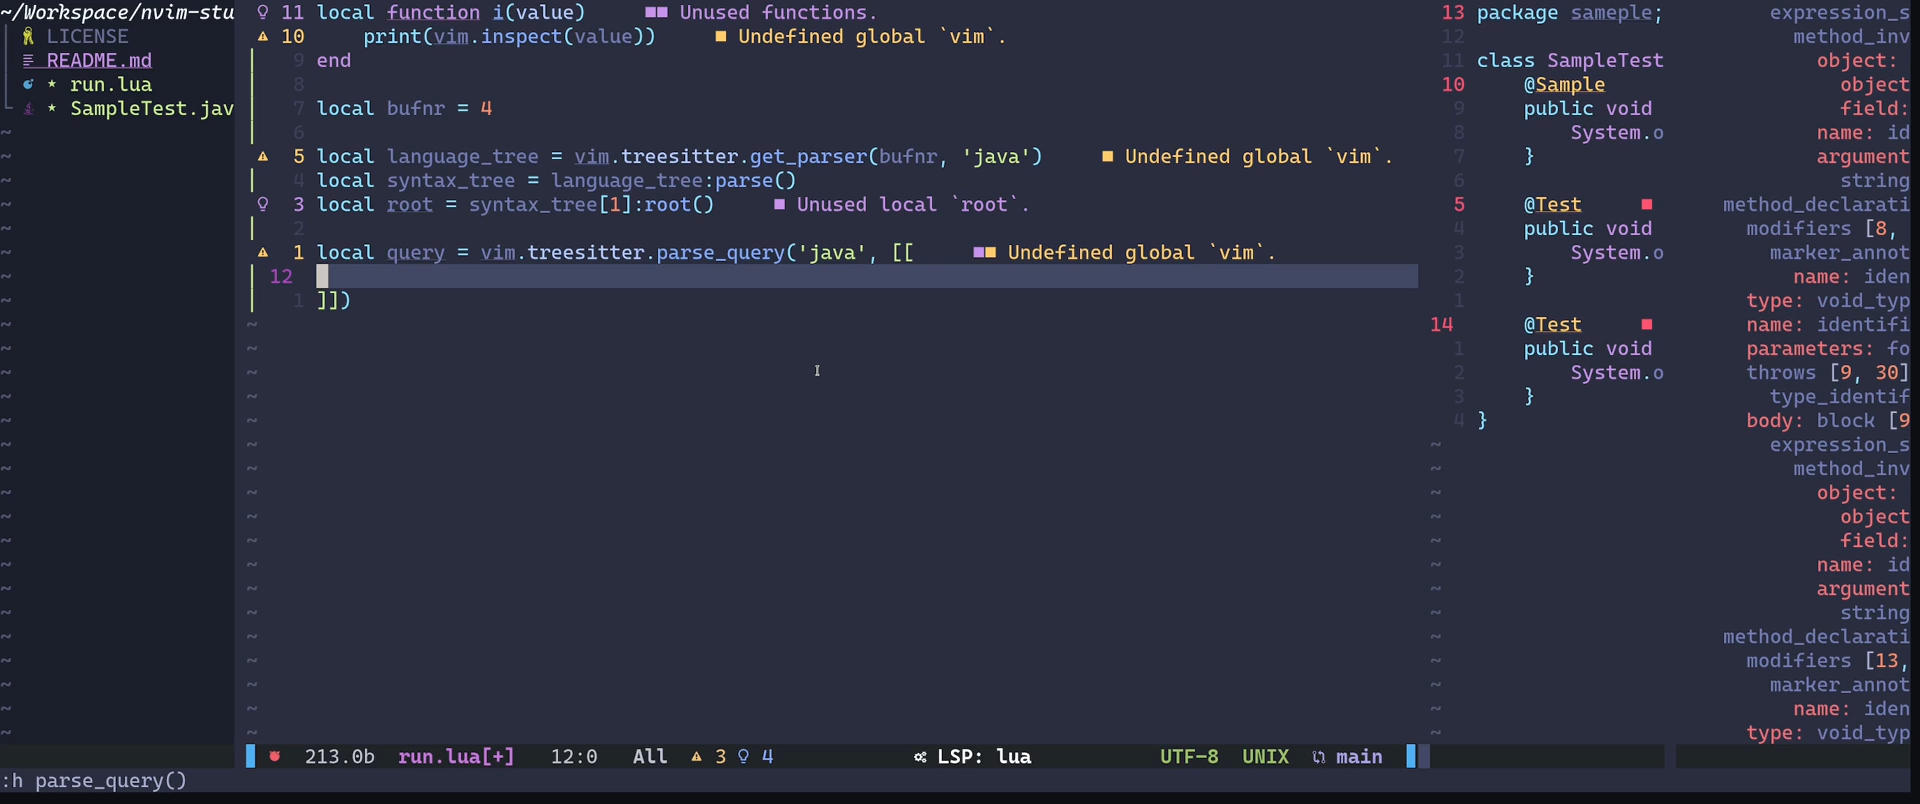 ~/Workspace/nvim-stu
LICENSE
README.md
* run.lua
* SampleTest.jav
11 local function i(value) ■■ Unused functions.
10 print(vim.inspect(value)) ■ Undefined global `vim`.
9 end
8
7 local bufnr = 4
6
5 local language_tree = vim.treesitter.get_parser(bufnr, 'java') ■ Undefined global `vim`.
4 local syntax_tree = language_tree:parse()
3 local root = syntax_tree[1]:root() ■ Unused local `root`.
2
1 local query = vim.treesitter.parse_query('java', [[ ■■ Undefined global `vim`.
12
1 ]])
13 package sameple;
12
11 class SampleTest
10 @Sample
9 public void
8 System.o
7 }
6
5 @Test ■
4 public void
3 System.o
2 }
1
14 @Test ■
1 public void
2 System.o
3 }
4 }
expression_s
method_inv
object:
object
field:
name: id
argument
string
method_declarati
modifiers [8,
marker_annot
name: iden
type: void_typ
name: identifi
parameters: fo
throws [9, 30]
type_identif
body: block [9
expression_s
method_inv
object:
object
field:
name: id
argument
string
method_declarati
modifiers [13,
marker_annot
name: iden
type: void_typ
213.0b run.lua[+] 12:0 All 3 4 LSP: lua UTF-8 UNIX main
:h parse_query()